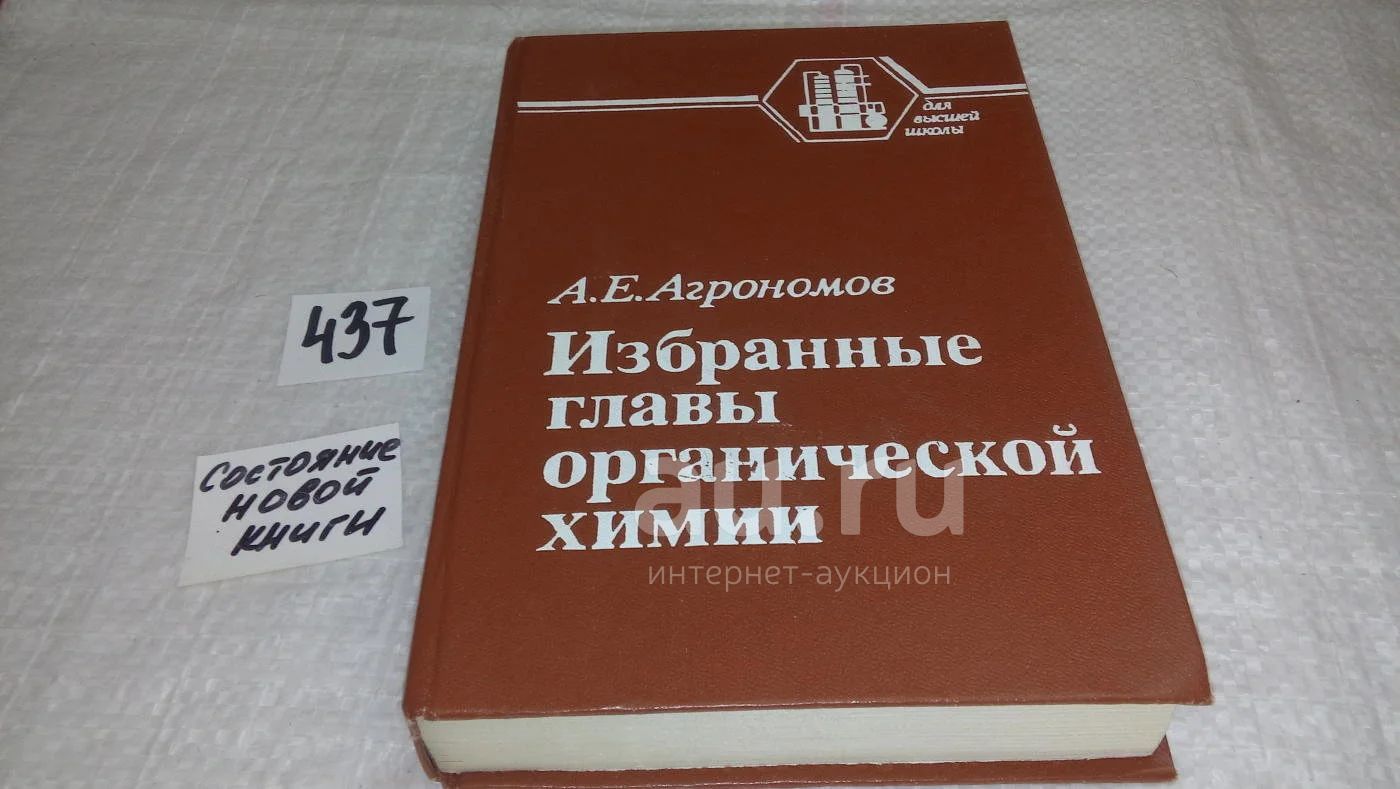 для
высшей
школы
А.Е.Агрономов
Избранные
главы
органической
химии
437
Состояние
новой
книги
au.ru
интернет-аукцион